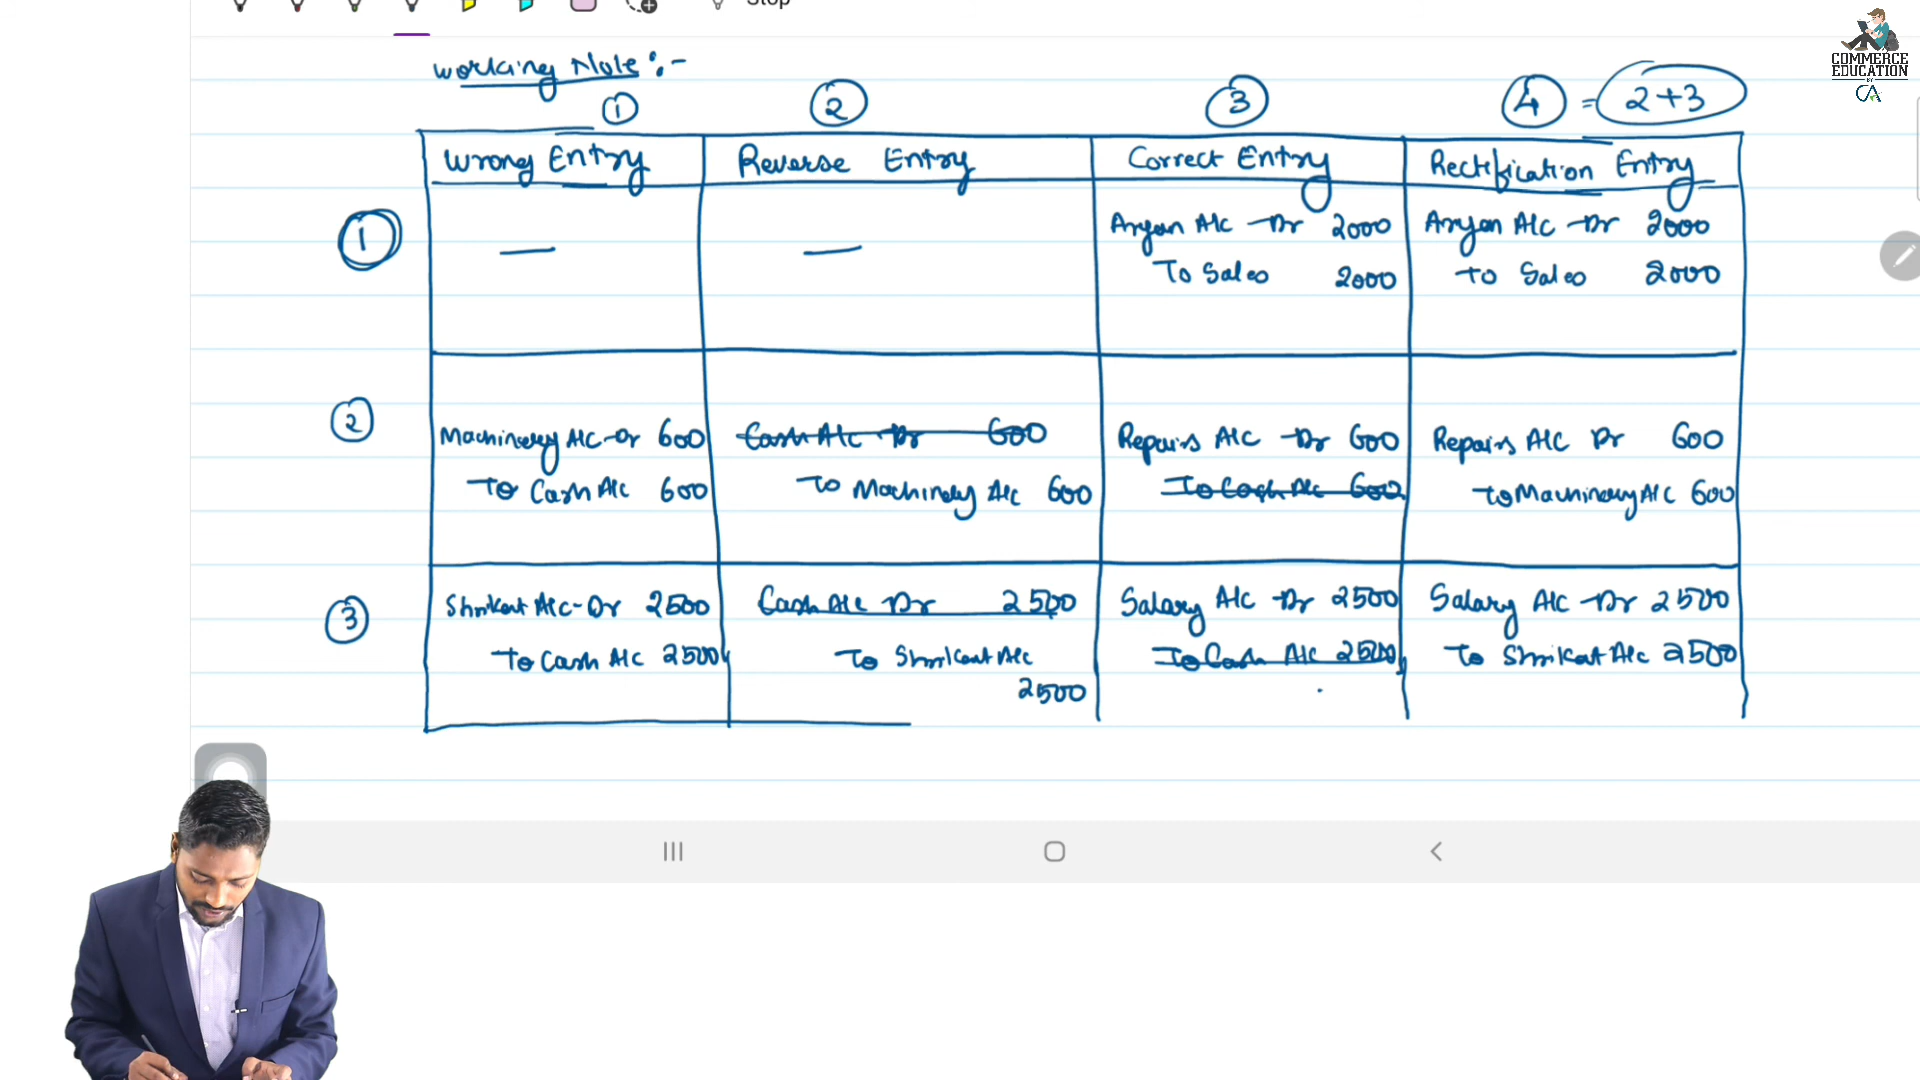 Stop
COMMERCE
EDUCATION
BY
CA
Working Note :-
1 2 3 4 = 2+3
Wrong Entry Reverse Entry Correct Entry Rectification Entry
1 — — Aryan A/c - Dr 2000 Aryan A/c - Dr 2000
To Sales 2000 To Sales 2000
2 Machinery A/c - Dr 600 Cash A/c Dr 600 Repairs A/c - Dr 600 Repairs A/c Dr 600
To Cash A/c 600 To Machinery A/c 600 To Cash A/c 600 To Machinery A/c 600
3 Shrikant A/c - Dr 2500 Cash A/c Dr 2500 Salary A/c - Dr 2500 Salary A/c - Dr 2500
To Cash A/c 2500 To Shrikant A/c To Cash A/c 2500 To Shrikant A/c 2500
2500